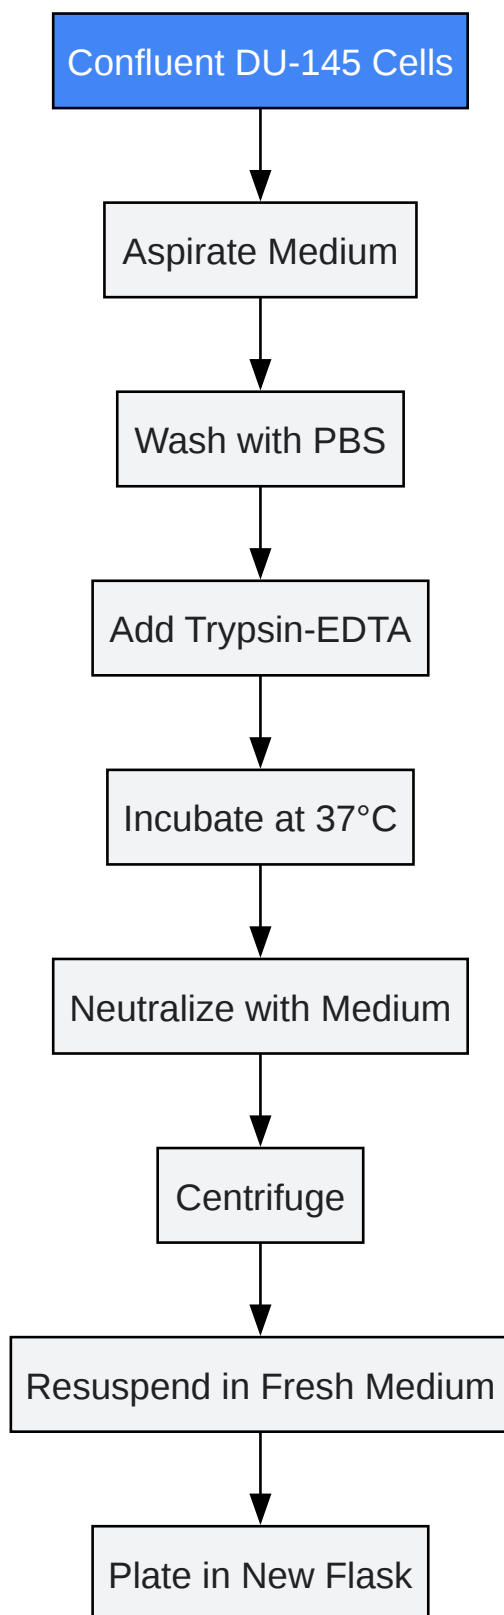 Confluent DU-145 Cells
Aspirate Medium
Wash with PBS
Add Trypsin-EDTA
Incubate at 37°C
Neutralize with Medium
Centrifuge
Resuspend in Fresh Medium
Plate in New Flask